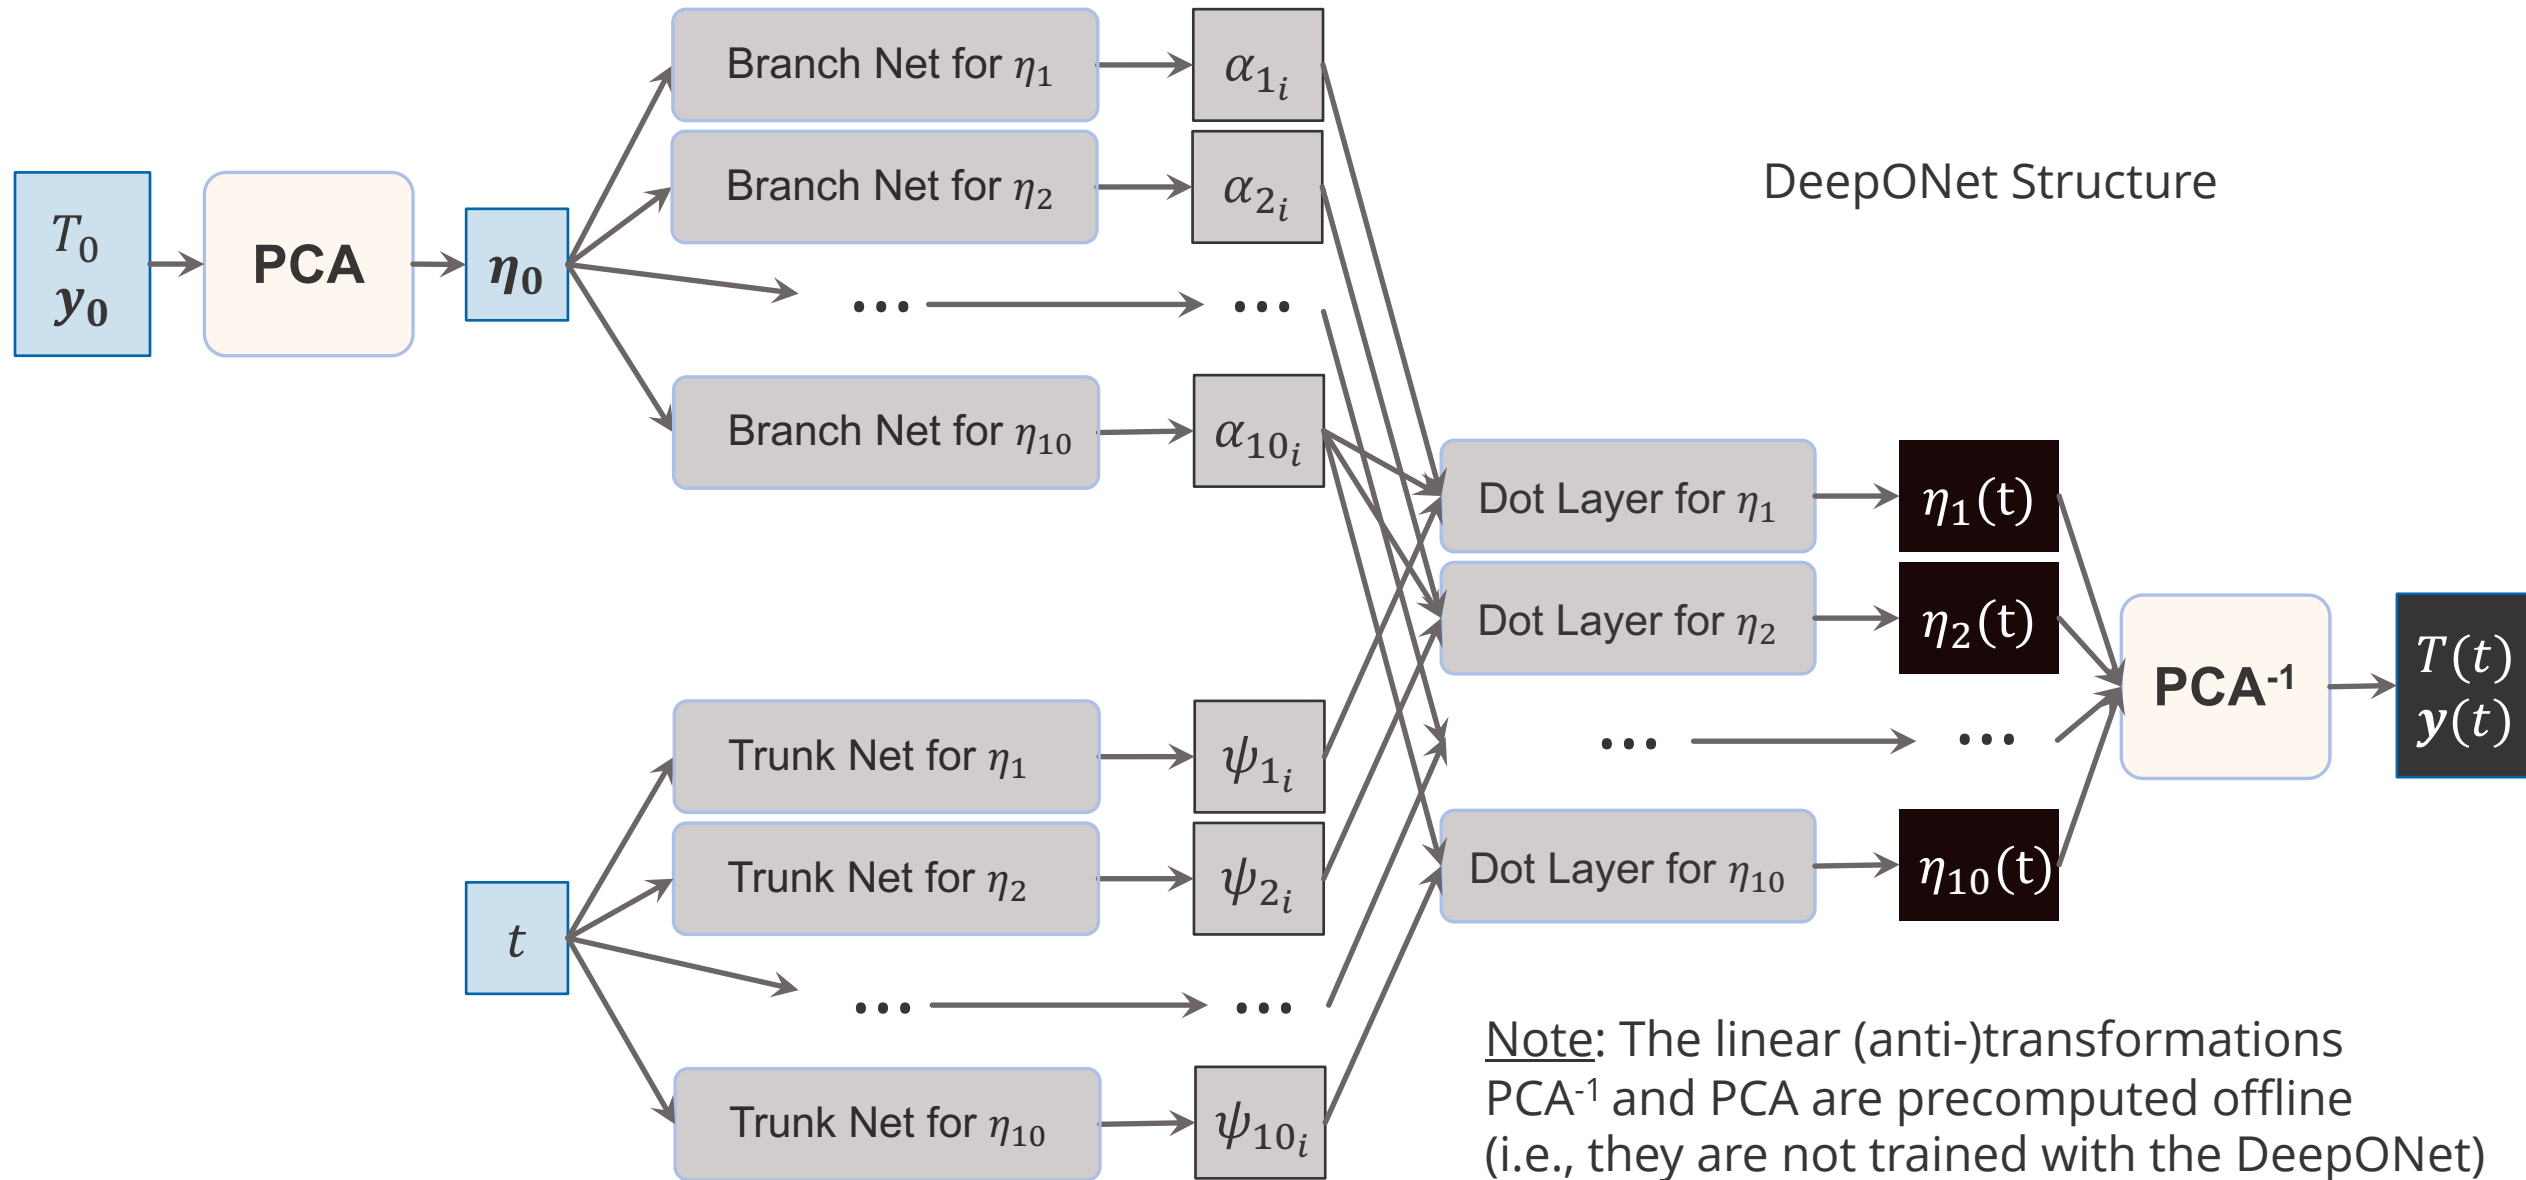 DeepONet Structure
T₀
y₀
PCA
η₀
Branch Net for η₁
α₁ᵢ
Branch Net for η₂
α₂ᵢ
... ...
Branch Net for η₁₀
α₁₀ᵢ
Trunk Net for η₁
ψ₁ᵢ
Trunk Net for η₂
ψ₂ᵢ
t
... ...
Trunk Net for η₁₀
ψ₁₀ᵢ
Dot Layer for η₁
η₁(t)
Dot Layer for η₂
η₂(t)
... ...
Dot Layer for η₁₀
η₁₀(t)
PCA⁻¹
T(t)
y(t)
Note: The linear (anti-)transformations
PCA⁻¹ and PCA are precomputed offline
(i.e., they are not trained with the DeepONet)